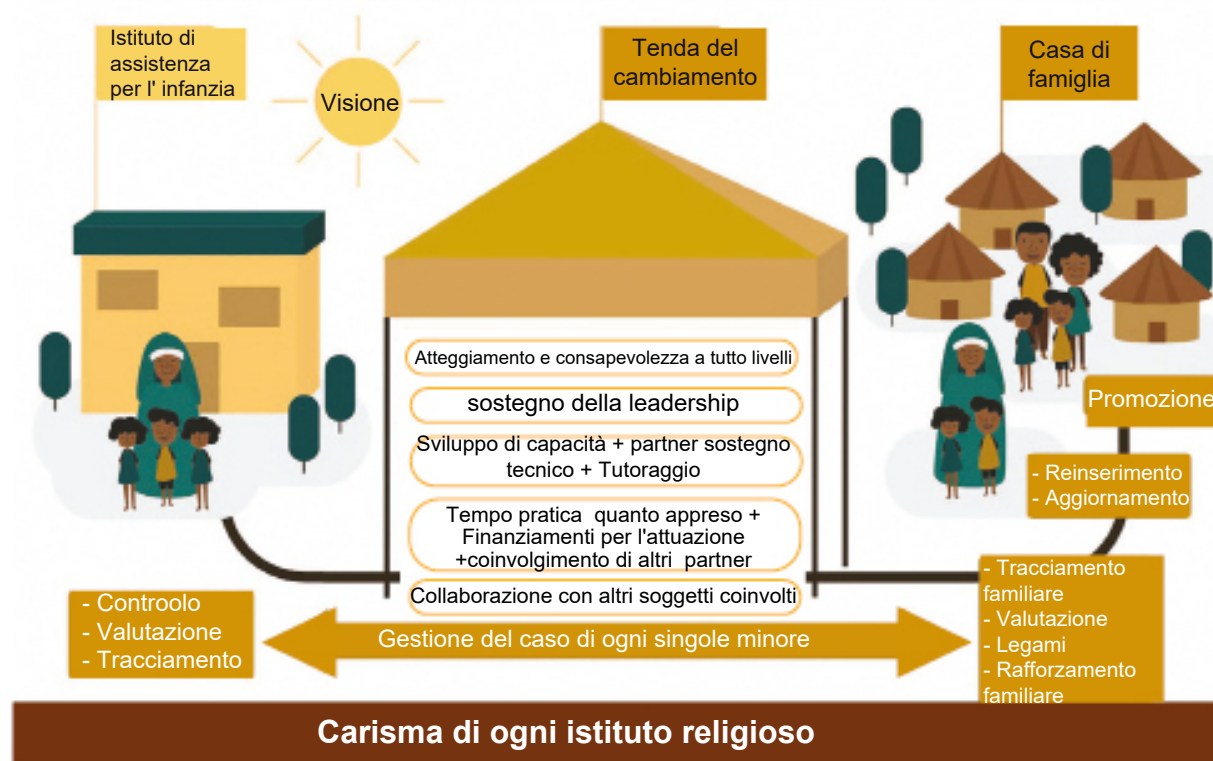 Istituto di
assistenza
per l' infanzia
Visione
Tenda del
cambiamento
Casa di
famiglia
Atteggiamento e consapevolezza a tutto livelli
sostegno della leadership
Sviluppo di capacità + partner sostegno
tecnico + Tutoraggio
Tempo pratica quanto appreso +
Finanziamenti per l'attuazione
+coinvolgimento di altri partner
Collaborazione con altri soggetti coinvolti
Promozione
- Reinserimento
- Aggiornamento
- Controolo
- Valutazione
- Tracciamento
Gestione del caso di ogni singole minore
- Tracciamento
familiare
- Valutazione
- Legami
- Rafforzamento
familiare
Carisma di ogni istituto religioso